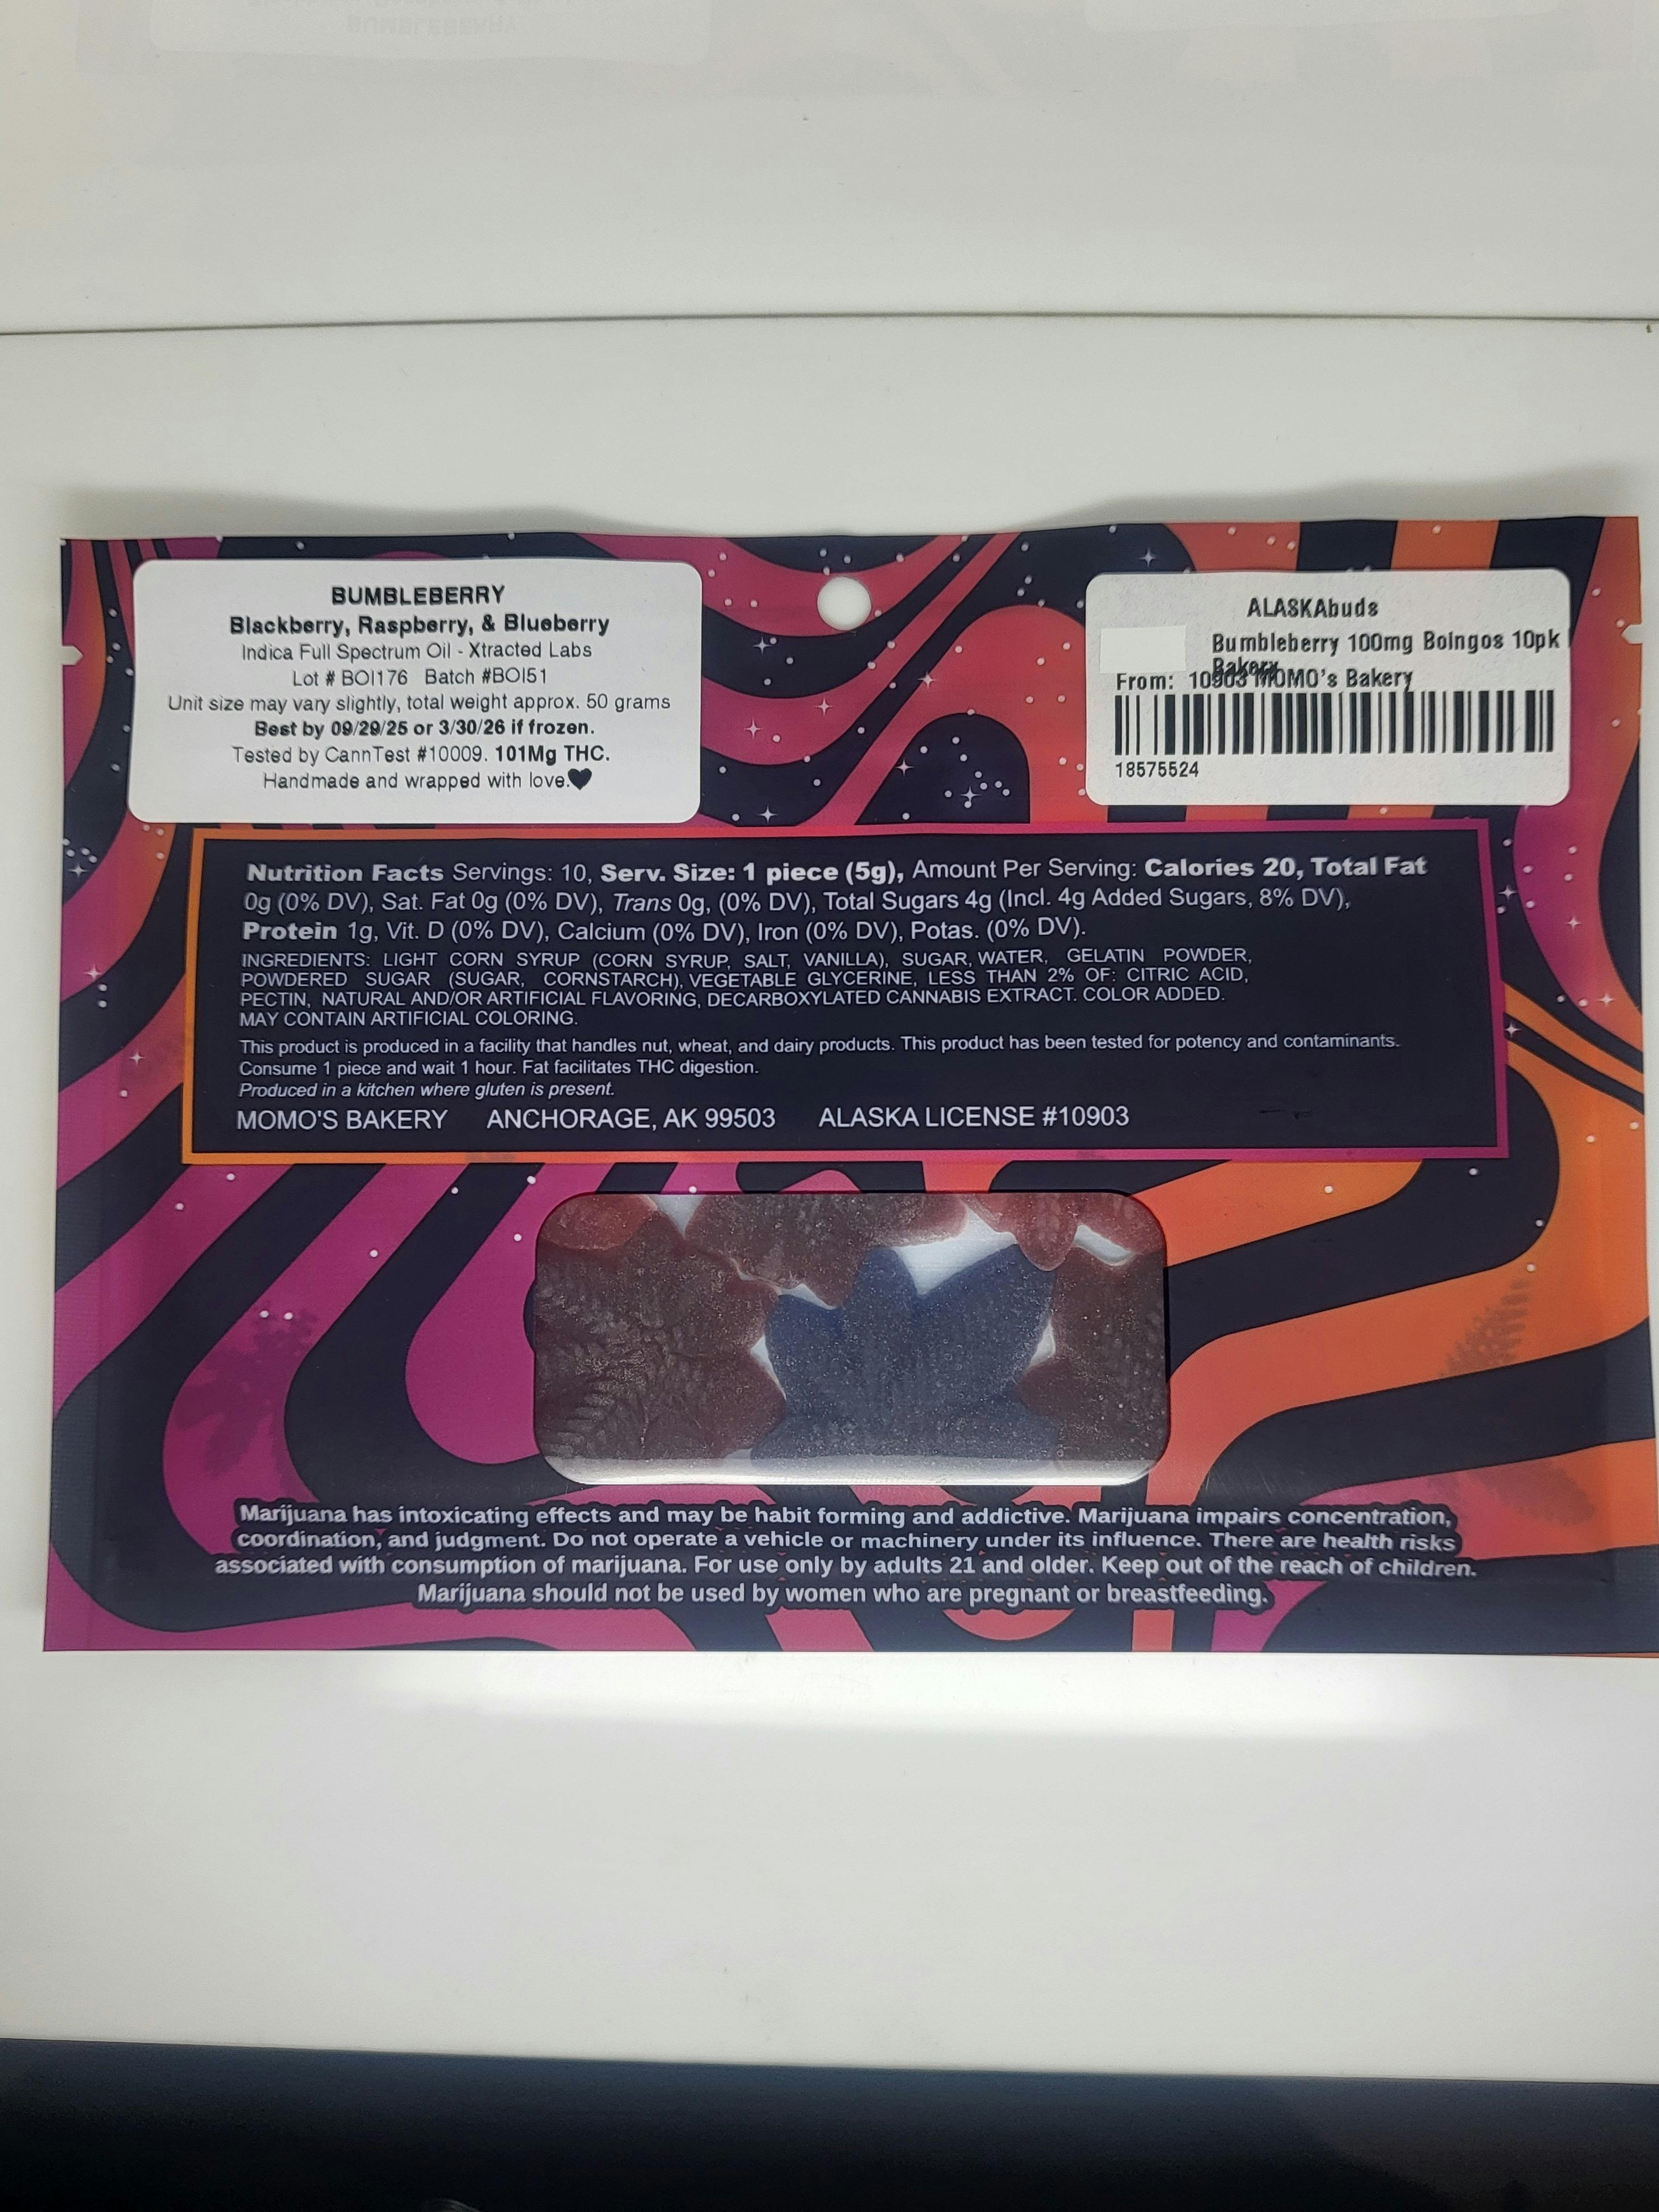 BUMBLEBERRY
Blackberry, Raspberry, & Blueberry
Indica Full Spectrum Oil - Xtracted Labs
Lot # BOI176 Batch #BOI51
Unit size may vary slightly, total weight approx. 50 grams
Best by 09/29/25 or 3/30/26 if frozen.
Tested by CannTest #10009. 101Mg THC.
Handmade and wrapped with love.♥
ALASKAbuds
Bumbleberry 100mg Boingos 10pk
Bakery
From: 10903 MOMO's Bakery
18575524
Nutrition Facts Servings: 10, Serv. Size: 1 piece (5g), Amount Per Serving: Calories 20, Total Fat
0g (0% DV), Sat. Fat 0g (0% DV), Trans 0g, (0% DV), Total Sugars 4g (Incl. 4g Added Sugars, 8% DV),
Protein 1g, Vit. D (0% DV), Calcium (0% DV), Iron (0% DV), Potas. (0% DV).
INGREDIENTS: LIGHT CORN SYRUP (CORN SYRUP, SALT, VANILLA), SUGAR, WATER, GELATIN POWDER,
POWDERED SUGAR (SUGAR, CORNSTARCH), VEGETABLE GLYCERINE, LESS THAN 2% OF: CITRIC ACID,
PECTIN, NATURAL AND/OR ARTIFICIAL FLAVORING, DECARBOXYLATED CANNABIS EXTRACT. COLOR ADDED.
MAY CONTAIN ARTIFICIAL COLORING.
This product is produced in a facility that handles nut, wheat, and dairy products. This product has been tested for potency and contaminants.
Consume 1 piece and wait 1 hour. Fat facilitates THC digestion.
Produced in a kitchen where gluten is present.
MOMO'S BAKERY ANCHORAGE, AK 99503 ALASKA LICENSE #10903
Marijuana has intoxicating effects and may be habit forming and addictive. Marijuana impairs concentration,
coordination, and judgment. Do not operate a vehicle or machinery under its influence. There are health risks
associated with consumption of marijuana. For use only by adults 21 and older. Keep out of the reach of children.
Marijuana should not be used by women who are pregnant or breastfeeding.